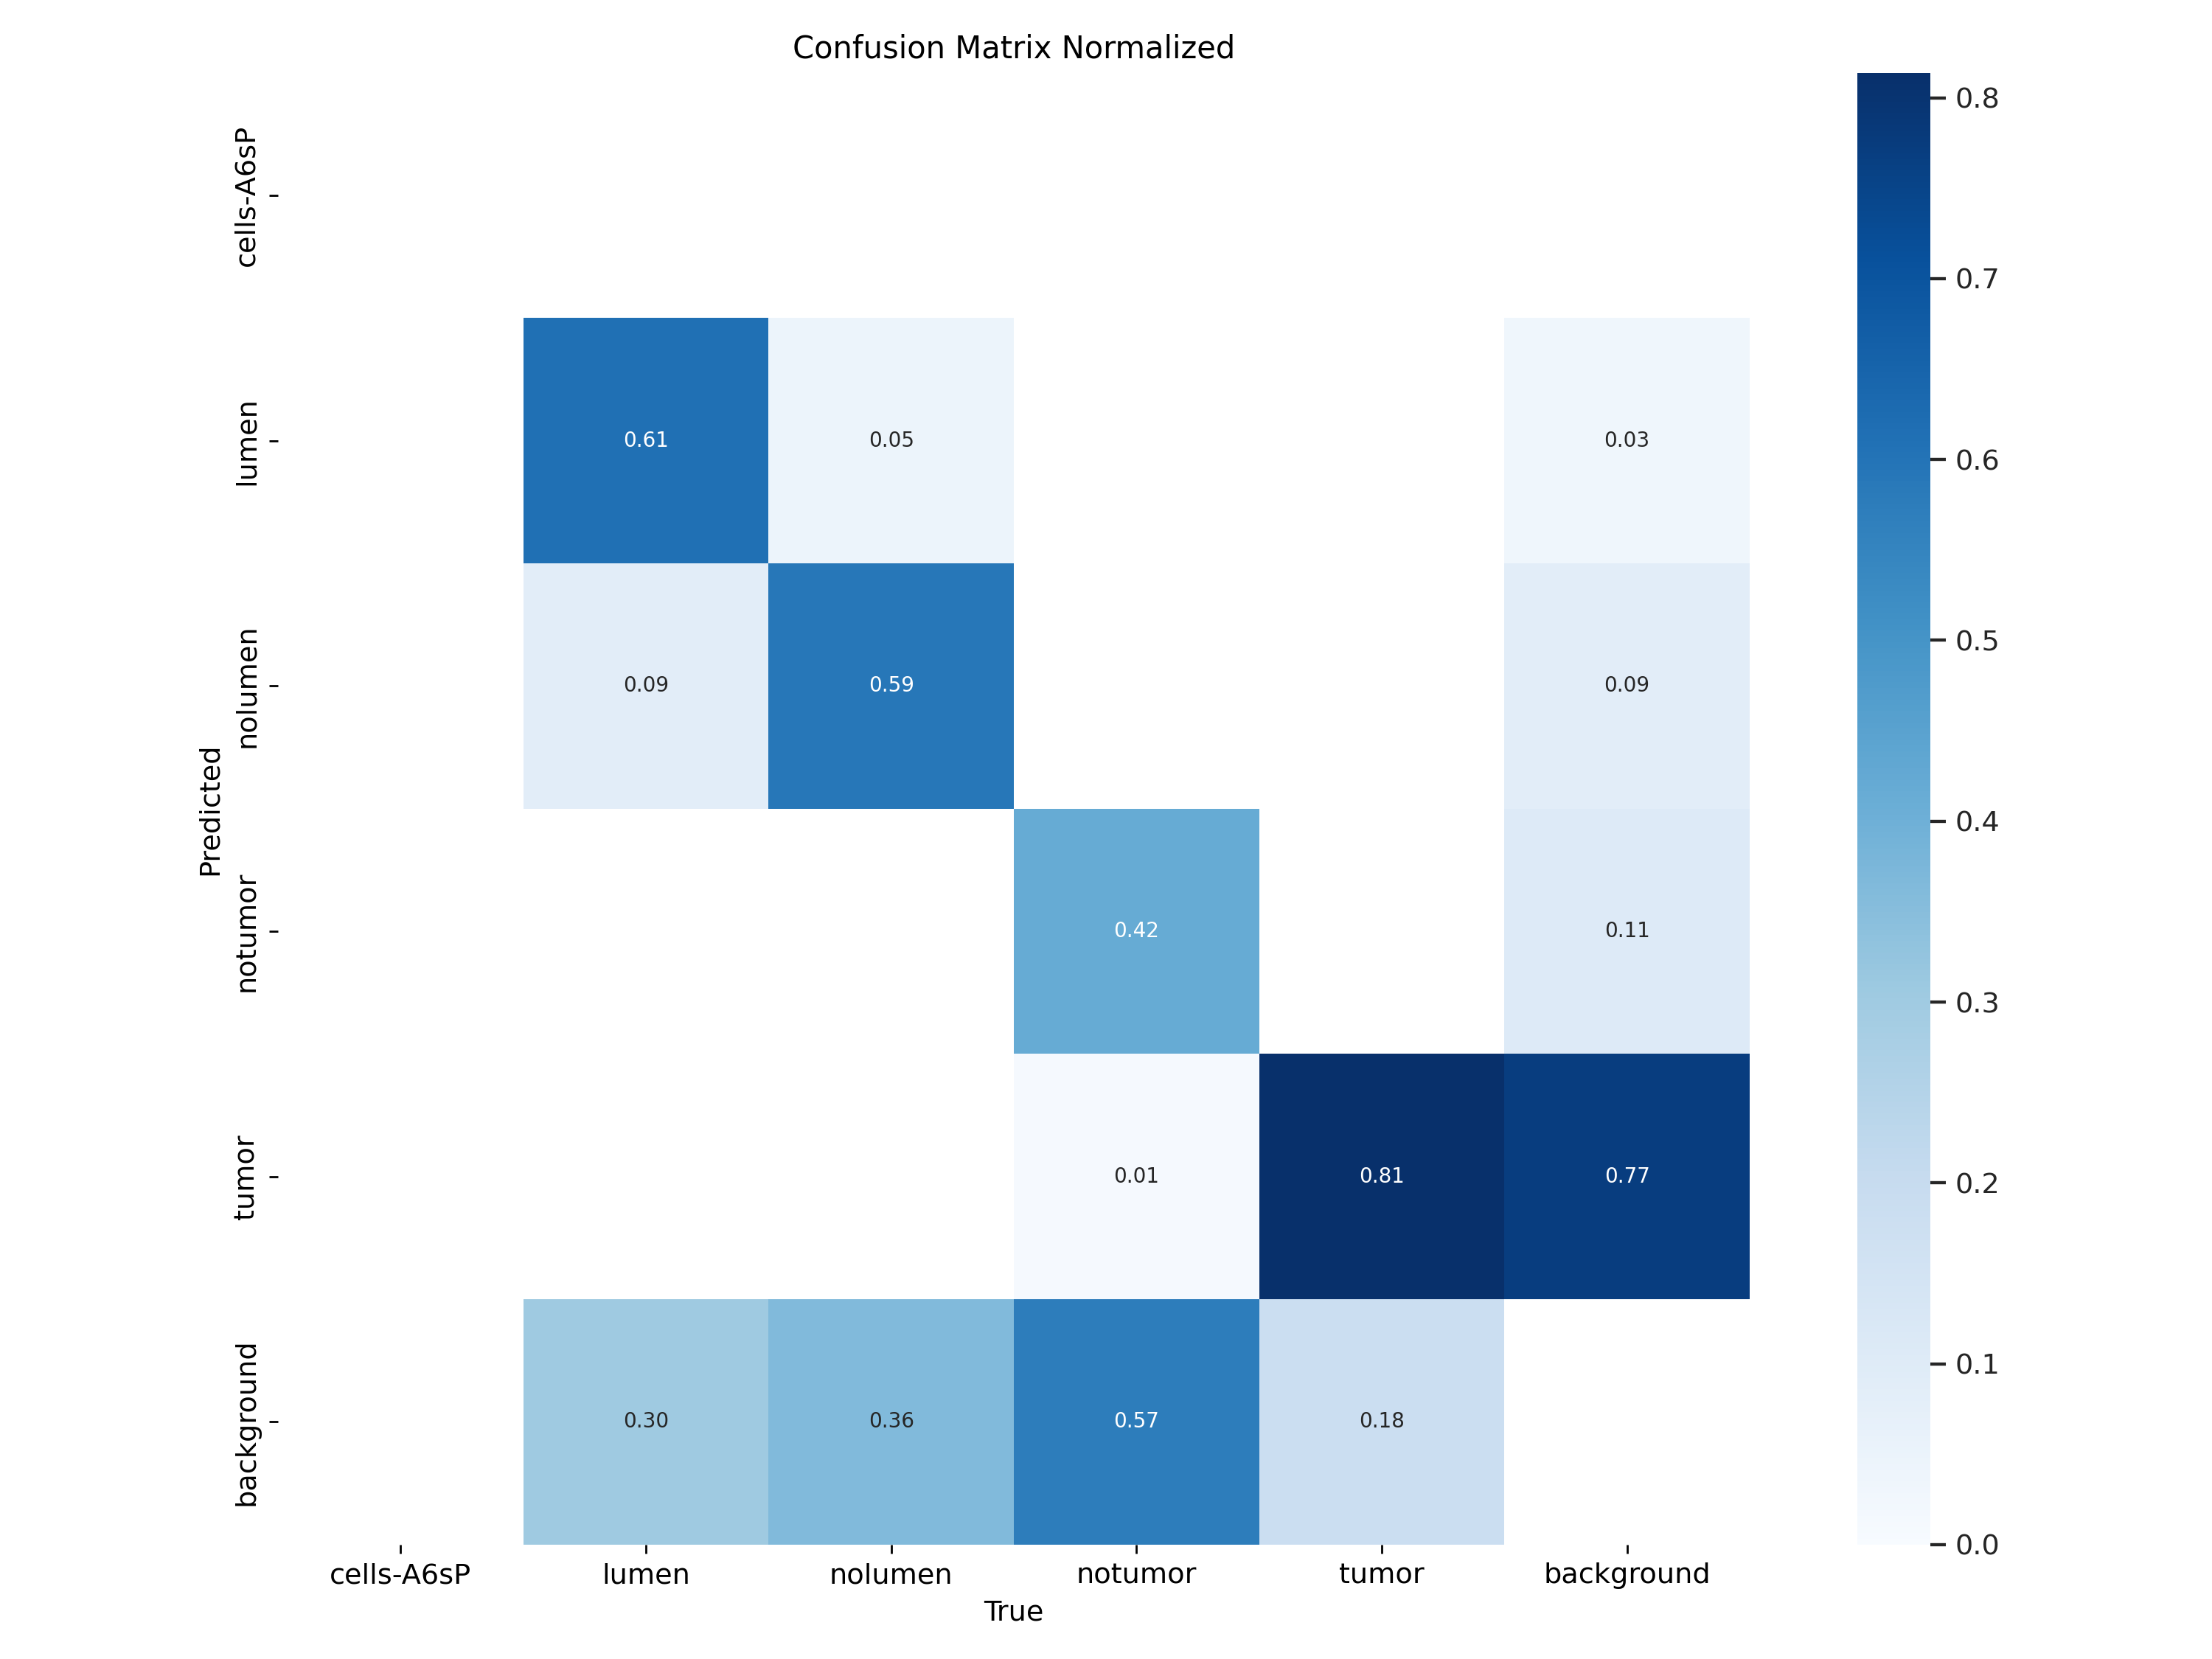 Confusion Matrix Normalized
Predicted
cells-A6sP
lumen
0.61 0.05 0.03
nolumen
0.09 0.59 0.09
notumor
0.42 0.11
tumor
0.01 0.81 0.77
background
0.30 0.36 0.57 0.18
cells-A6sP lumen nolumen notumor tumor background
True
0.8
0.7
0.6
0.5
0.4
0.3
0.2
0.1
0.0